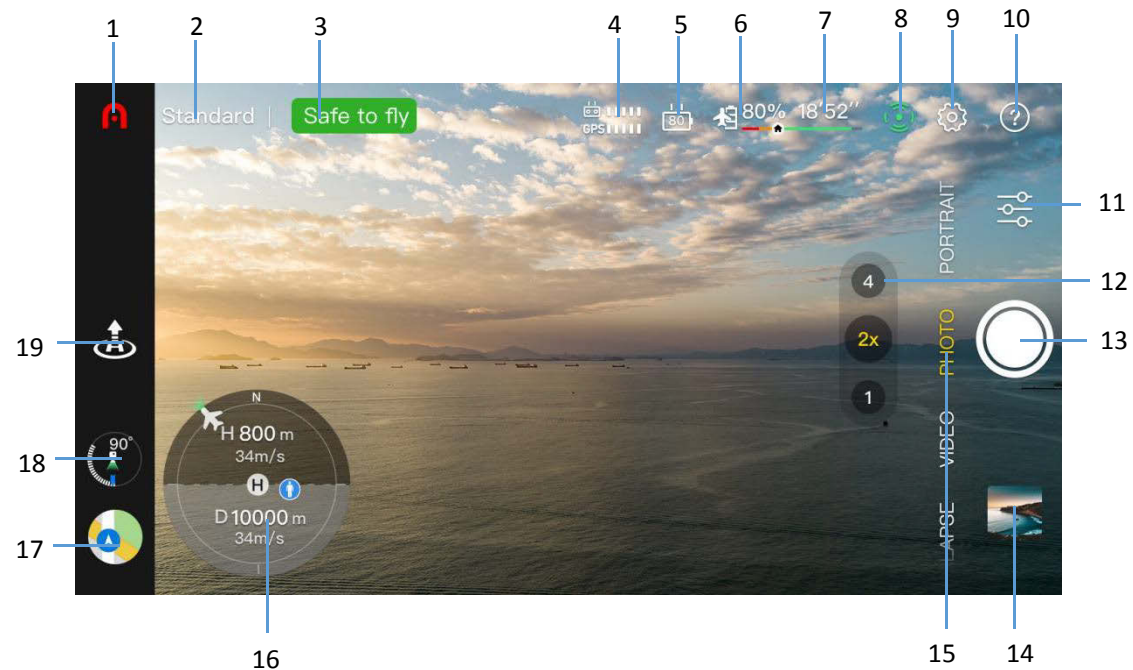 1 2 3 4 5 6 7 8 9 10
Standard | Safe to fly
GPS
80
80% 18'52''
?
PORTRAIT
11
4
12
2x
PHOTO
13
1
VIDEO
LAPSE
14
15
19
90°
18
17
N
H 800 m
34m/s
H
D 10000 m
34m/s
16